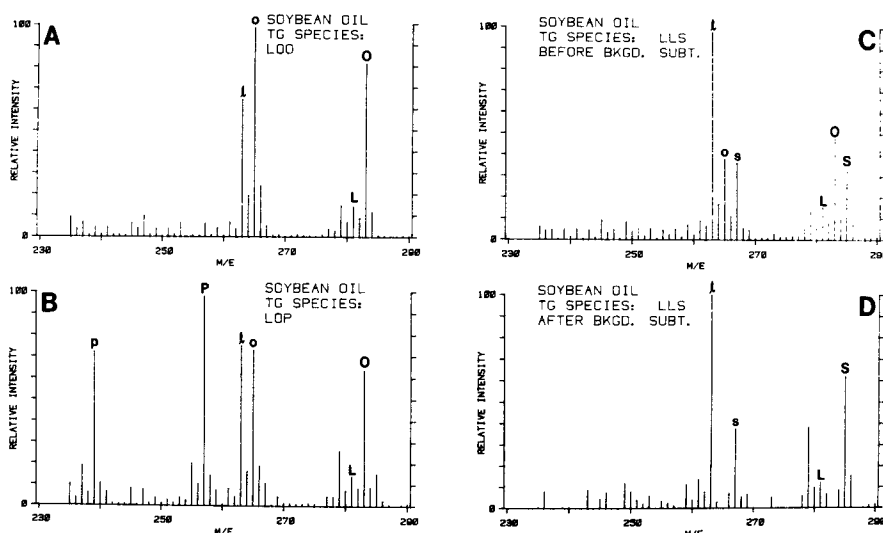 A
SOYBEAN OIL
TG SPECIES:
LOO
100
RELATIVE INTENSITY
0
230 250 270 290
M/E
l o L O
B
SOYBEAN OIL
TG SPECIES:
LOP
100
RELATIVE INTENSITY
0
230 250 270 290
M/E
p P l o L O
C
SOYBEAN OIL
TG SPECIES: LLS
BEFORE BKGD. SUBT.
100
RELATIVE INTENSITY
0
230 250 270 290
M/E
l o s L O S
D
SOYBEAN OIL
TG SPECIES: LLS
AFTER BKGD. SUBT.
100
RELATIVE INTENSITY
0
230 250 270 290
M/E
l s L S